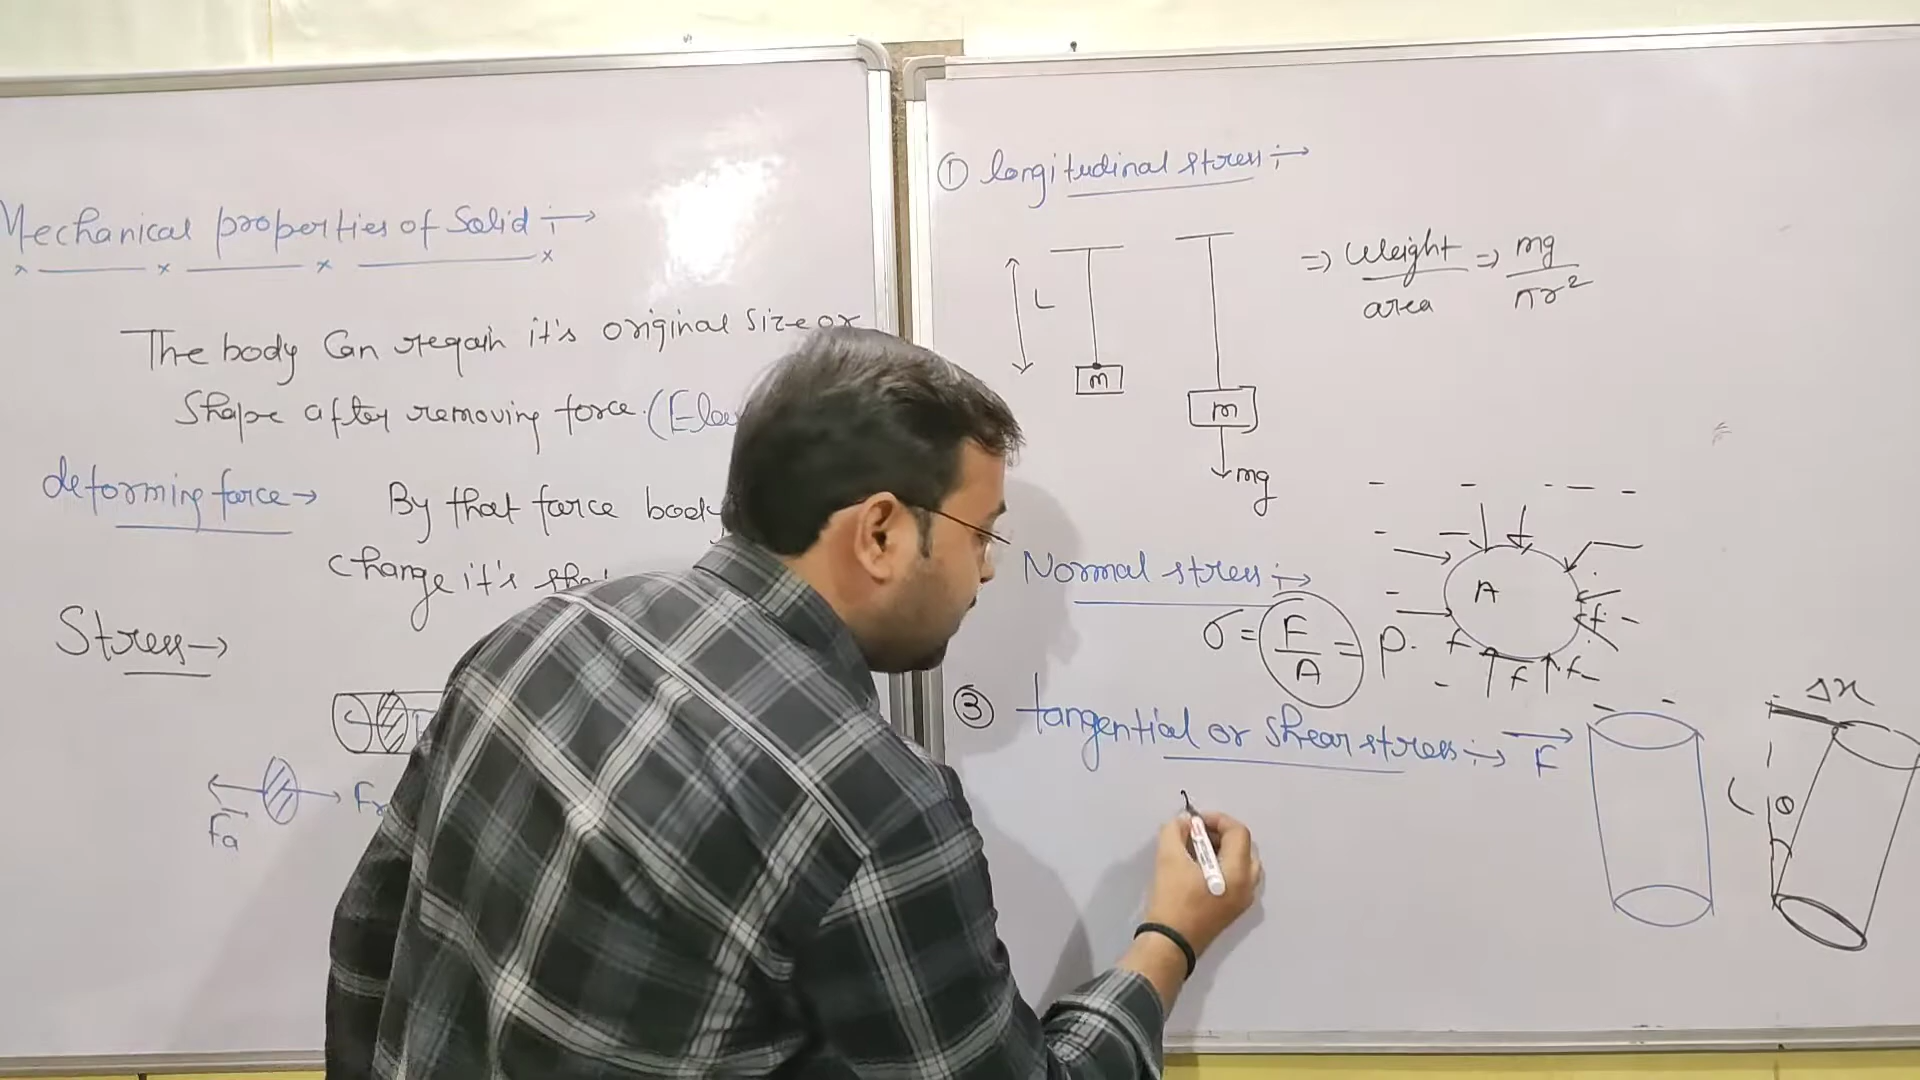 Mechanical properties of Solid :→
The body Can regain it's original Size or
Shape after removing force. (
deforming force →
By that force body
change it's
Stress →
Fa
① longitudinal stress :→
L
m
m
mg
⇒ Weight/area ⇒ mg/πr²
Normal stress :→
σ = F/A = P.
A
f
f
f
f
③ tangential or shear stress :→
F
Δx
L
θ